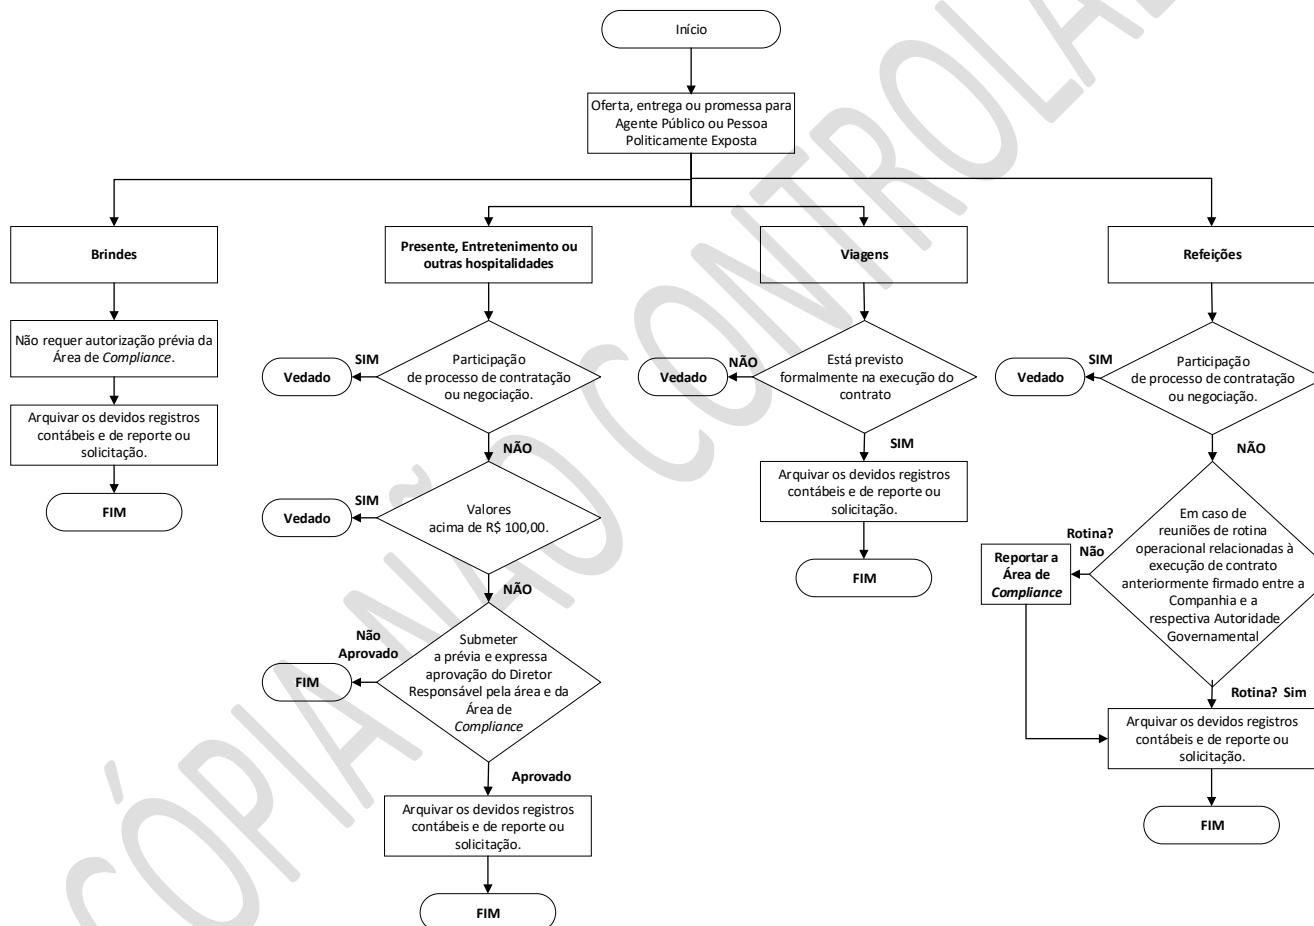 Início
Oferta, entrega ou promessa para
Agente Público ou Pessoa
Politicamente Exposta
Brindes
Não requer autorização prévia da
Área de Compliance.
Arquivar os devidos registros
contábeis e de reporte ou
solicitação.
FIM
Presente, Entretenimento ou
outras hospitalidades
Participação
de processo de contratação
ou negociação.
SIM
Vedado
NÃO
Valores
acima de R$ 100,00.
SIM
Vedado
NÃO
Submeter
a prévia e expressa
aprovação do Diretor
Responsável pela área e da
Área de
Compliance
Não
Aprovado
FIM
Aprovado
Arquivar os devidos registros
contábeis e de reporte ou
solicitação.
FIM
Viagens
Está previsto
formalmente na execução do
contrato
NÃO
Vedado
SIM
Arquivar os devidos registros
contábeis e de reporte ou
solicitação.
FIM
Refeições
Participação
de processo de contratação
ou negociação.
SIM
Vedado
NÃO
Em caso de
reuniões de rotina
operacional relacionadas à
execução de contrato
anteriormente firmado entre a
Companhia e a
respectiva Autoridade
Governamental
Rotina?
Não
Reportar a
Área de
Compliance
Rotina? Sim
Arquivar os devidos registros
contábeis e de reporte ou
solicitação.
FIM
CÓPIA NÃO CONTROLA